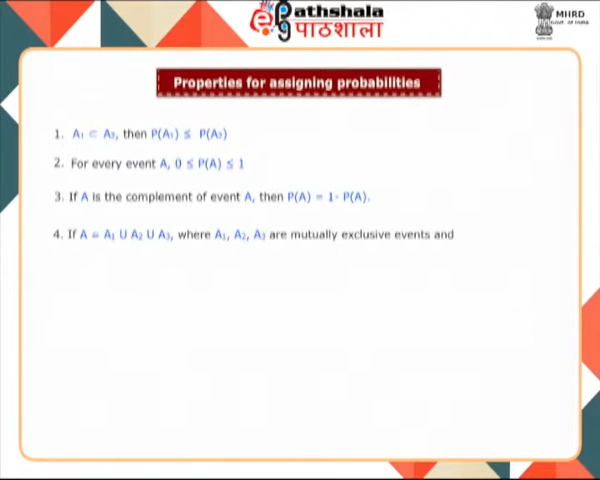 ePG Pathshala
पाठशाला
MHRD
Properties for assigning probabilities
1. A₁ ⊂ A₂, then P(A₁) ≤ P(A₂)
2. For every event A, 0 ≤ P(A) ≤ 1
3. If A is the complement of event A, then P(A) = 1- P(A).
4. If A = A₁ U A₂ U A₃, where A₁, A₂, A₃ are mutually exclusive events and